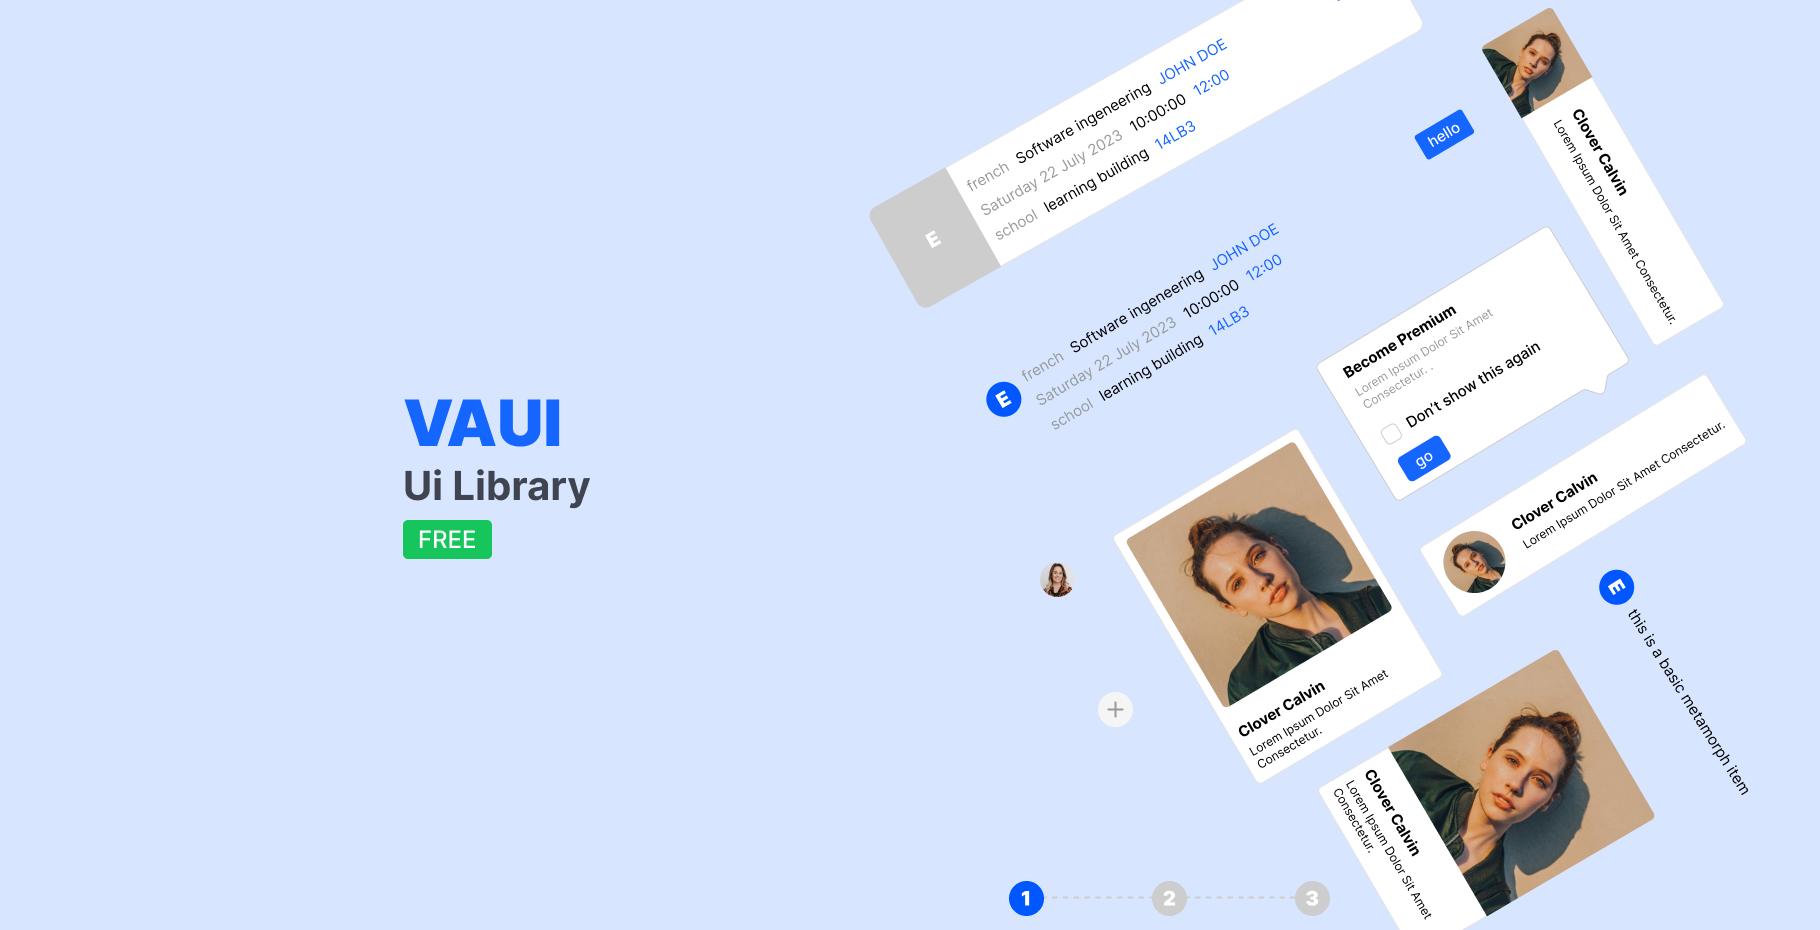 VAUI
Ui Library
FREE
E
french Software ingeneering JOHN DOE
Saturday 22 July 2023 10:00:00 12:00
school learning building 14LB3
hello
Clover Calvin
Lorem Ipsum Dolor Sit Amet Consectetur.
E
french Software ingeneering JOHN DOE
Saturday 22 July 2023 10:00:00 12:00
school learning building 14LB3
Become Premium
Lorem Ipsum Dolor Sit Amet
Consectetur. .
Don't show this again
go
Clover Calvin
Lorem Ipsum Dolor Sit Amet Consectetur.
Clover Calvin
Lorem Ipsum Dolor Sit Amet
Consectetur.
E
this is a basic metamorph item
Clover Calvin
Lorem Ipsum Dolor Sit Amet
Consectetur.
1
2
3